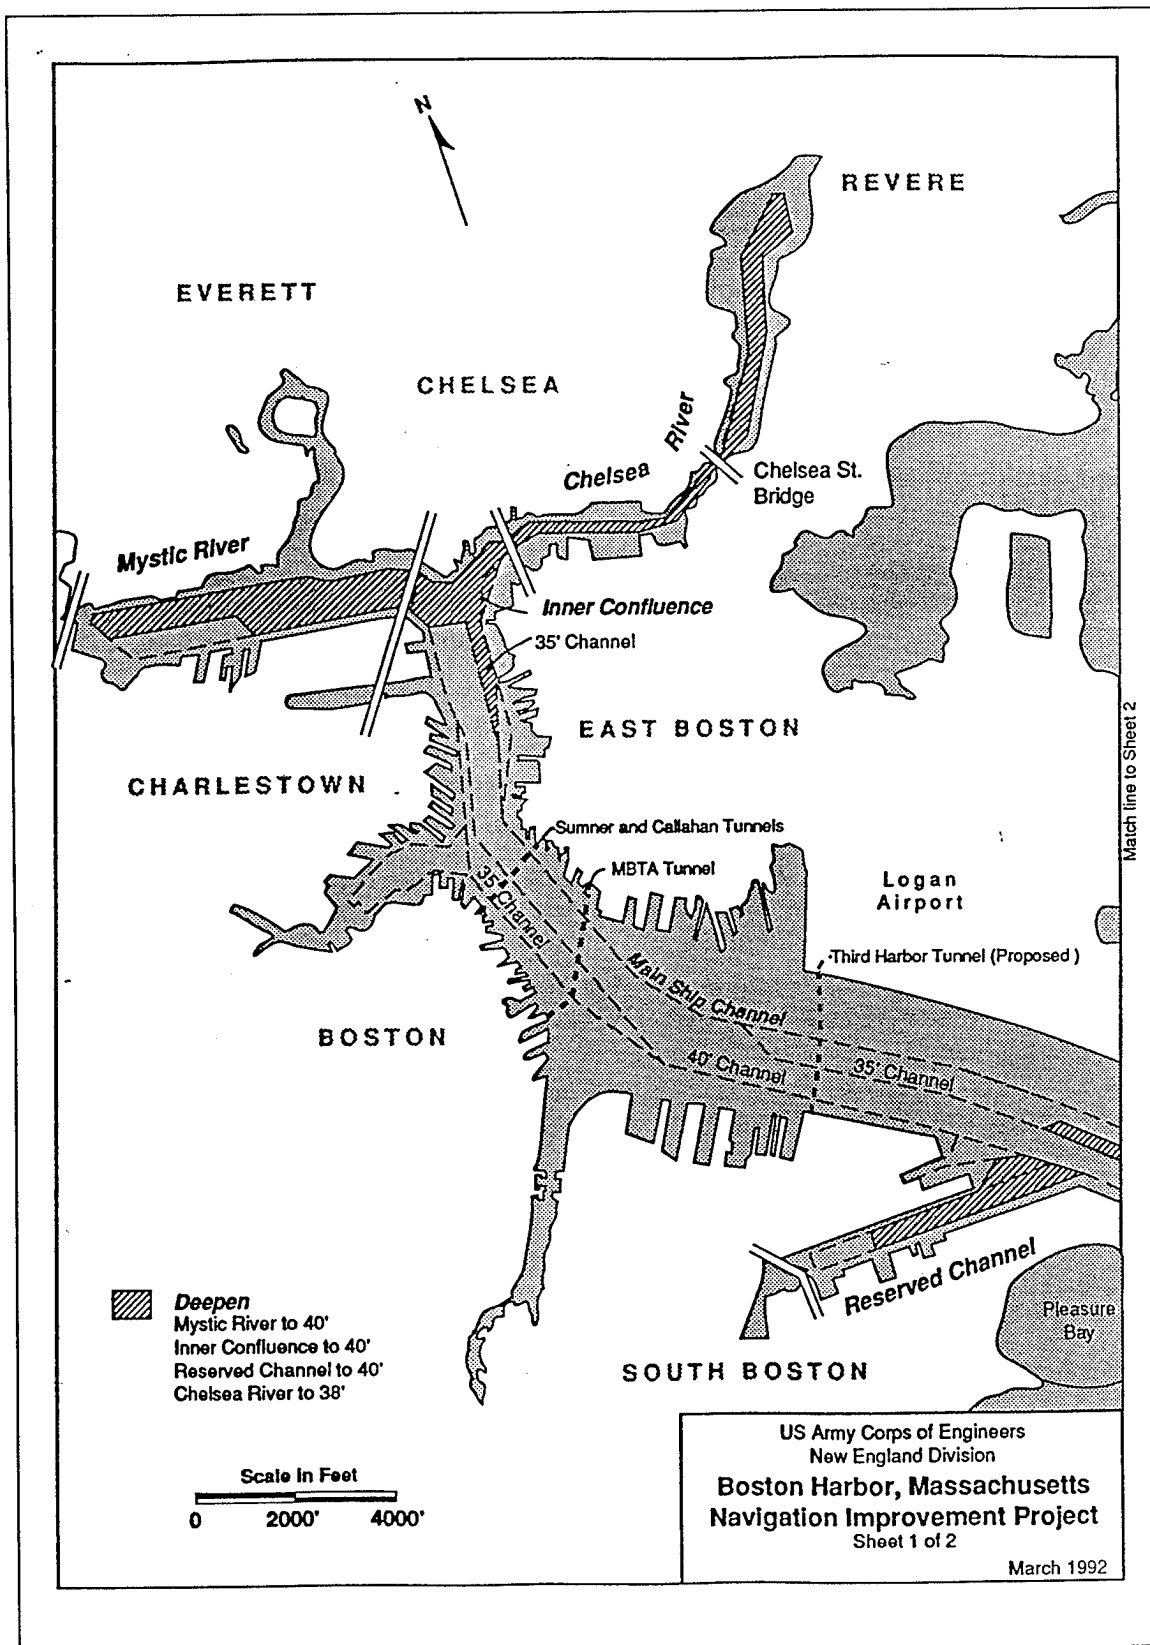 N
REVERE
EVERETT
CHELSEA
River
Chelsea
Chelsea St.
Bridge
Mystic River
Inner Confluence
35' Channel
EAST BOSTON
Match line to Sheet 2
CHARLESTOWN
Sumner and Callahan Tunnels
MBTA Tunnel
35' Channel
Logan
Airport
Third Harbor Tunnel (Proposed )
Main Ship Channel
BOSTON
40' Channel
35' Channel
Reserved Channel
Pleasure
Bay
Deepen
Mystic River to 40'
Inner Confluence to 40'
Reserved Channel to 40'
Chelsea River to 38'
SOUTH BOSTON
Scale in Feet
0 2000' 4000'
US Army Corps of Engineers
New England Division
Boston Harbor, Massachusetts
Navigation Improvement Project
Sheet 1 of 2
March 1992